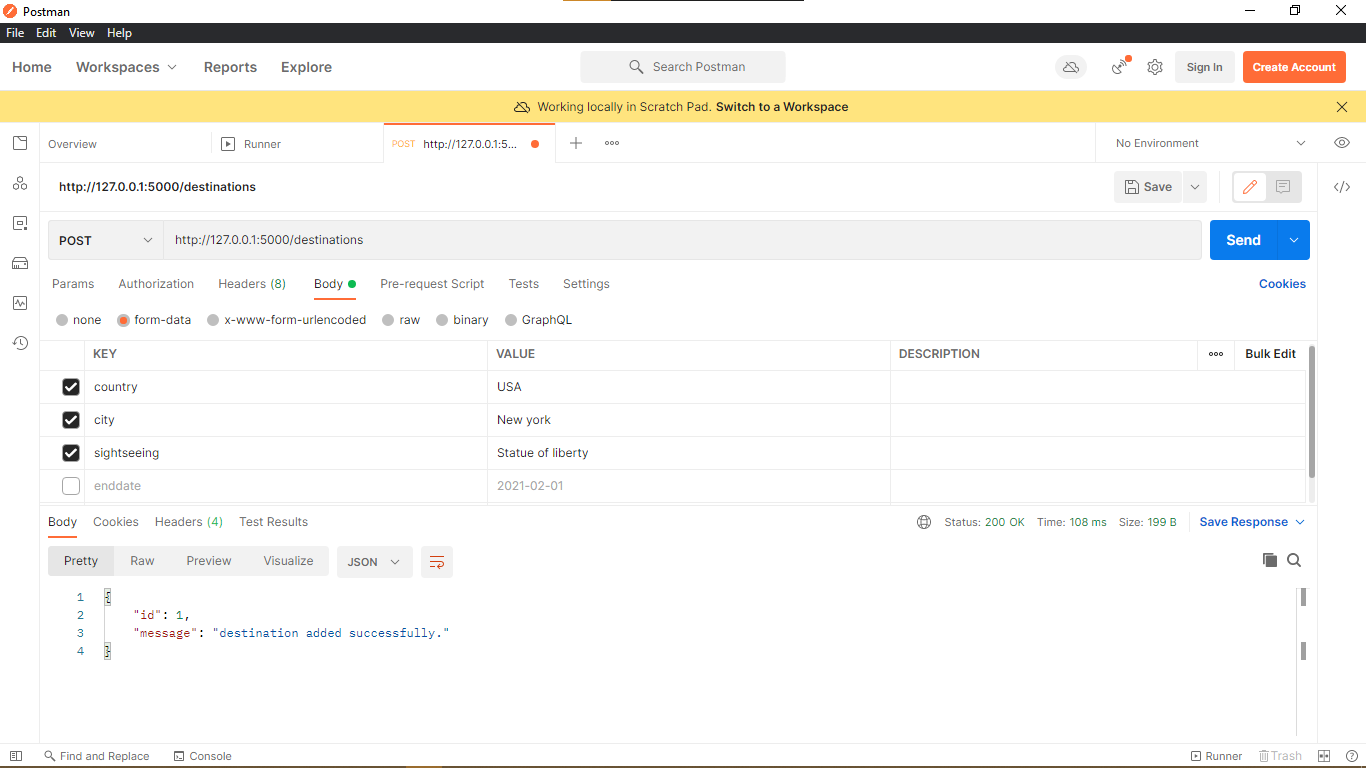 Postman
File Edit View Help
Home Workspaces Reports Explore Search Postman Sign In Create Account
Working locally in Scratch Pad. Switch to a Workspace
Overview Runner POST http://127.0.0.1:5... No Environment
http://127.0.0.1:5000/destinations Save
POST http://127.0.0.1:5000/destinations Send
Params Authorization Headers (8) Body Pre-request Script Tests Settings Cookies
none form-data x-www-form-urlencoded raw binary GraphQL
KEY VALUE DESCRIPTION Bulk Edit
country USA
city New york
sightseeing Statue of liberty
enddate 2021-02-01
Body Cookies Headers (4) Test Results Status: 200 OK Time: 108 ms Size: 199 B Save Response
Pretty Raw Preview Visualize JSON
1 {
2 "id": 1,
3 "message": "destination added successfully."
4 }
Find and Replace Console Runner Trash